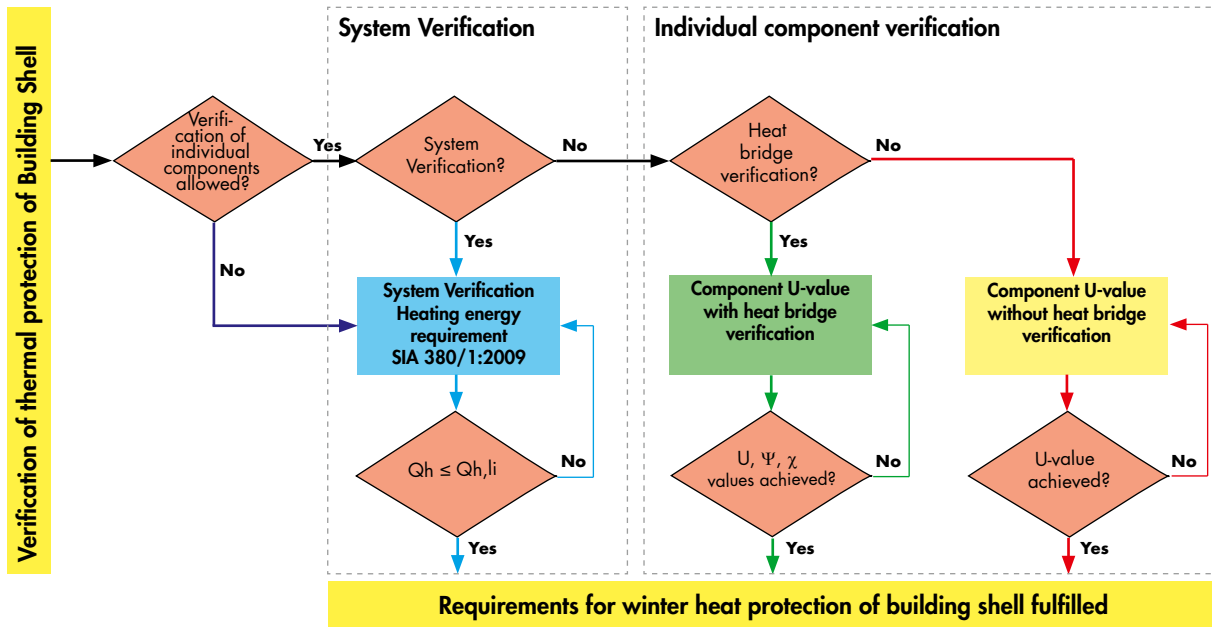 Verification of thermal protection of Building Shell
System Verification
Individual component verification
Verifi-
cation of
individual
components
allowed?
Yes
No
System
Verification?
No
Yes
Heat
bridge
verification?
No
Yes
System Verification
Heating energy
requirement
SIA 380/1:2009
Component U-value
with heat bridge
verification
Component U-value
without heat bridge
verification
Qh ≤ Qh,li
No
Yes
U, Ψ, χ
values achieved?
No
Yes
U-value
achieved?
No
Yes
Requirements for winter heat protection of building shell fulfilled